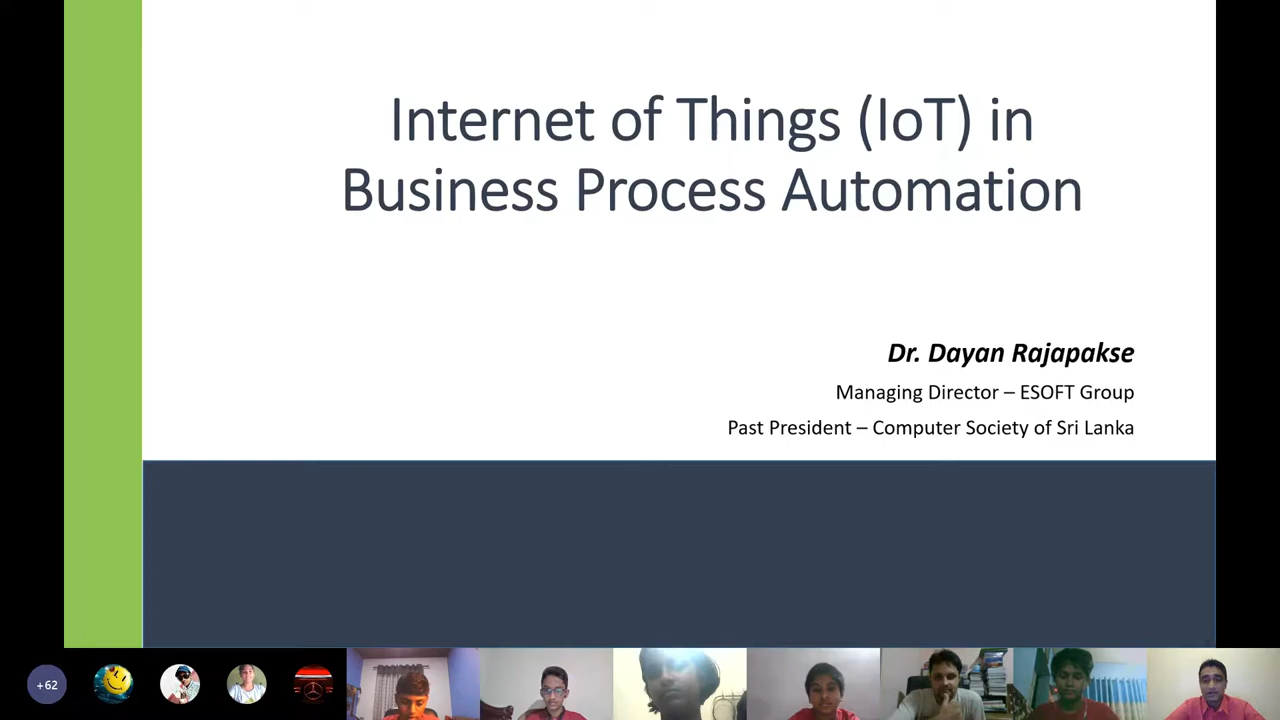 Internet of Things (IoT) in
Business Process Automation
Dr. Dayan Rajapakse
Managing Director – ESOFT Group
Past President – Computer Society of Sri Lanka
+62